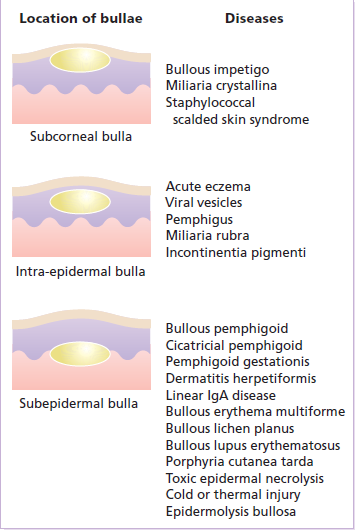 Location of bullae Diseases
Bullous impetigo
Miliaria crystallina
Staphylococcal
scalded skin syndrome
Subcorneal bulla
Acute eczema
Viral vesicles
Pemphigus
Miliaria rubra
Incontinentia pigmenti
Intra-epidermal bulla
Bullous pemphigoid
Cicatricial pemphigoid
Pemphigoid gestationis
Dermatitis herpetiformis
Linear IgA disease
Bullous erythema multiforme
Bullous lichen planus
Bullous lupus erythematosus
Porphyria cutanea tarda
Toxic epidermal necrolysis
Cold or thermal injury
Epidermolysis bullosa
Subepidermal bulla